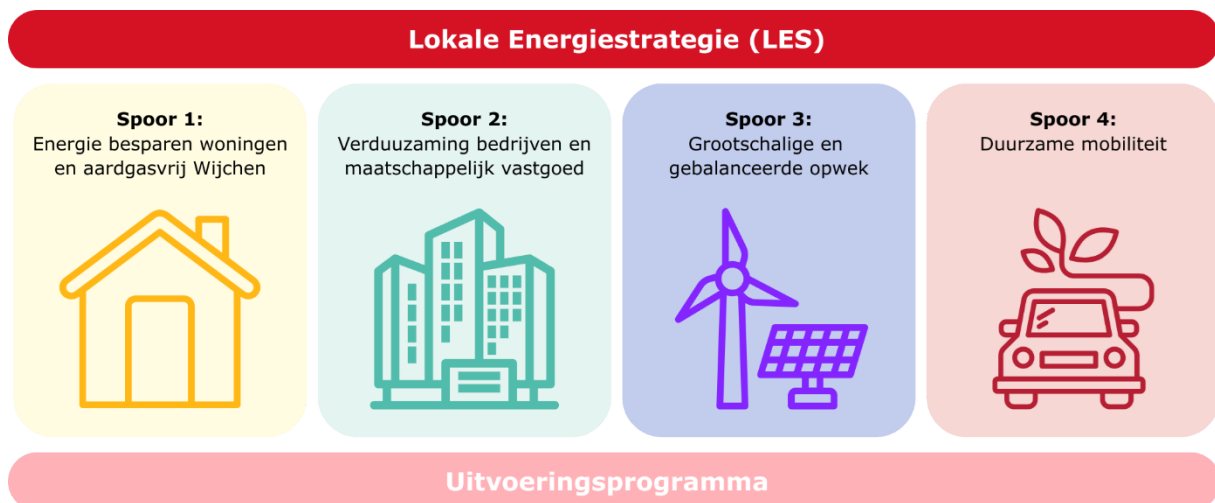 Lokale Energiestrategie (LES)
Spoor 1:
Energie besparen woningen
en aardgasvrij Wijchen
Spoor 2:
Verduuzaming bedrijven en
maatschappelijk vastgoed
Spoor 3:
Grootschalige en
gebalanceerde opwek
Spoor 4:
Duurzame mobiliteit
Uitvoeringsprogramma